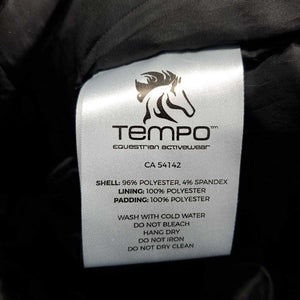 TEMPO™
EQUESTRIAN ACTIVEWEAR
CA 54142
SHELL: 96% POLYESTER, 4% SPANDEX
LINING: 100% POLYESTER
PADDING: 100% POLYESTER
WASH WITH COLD WATER
DO NOT BLEACH
HANG DRY
DO NOT IRON
DO NOT DRY CLEAN